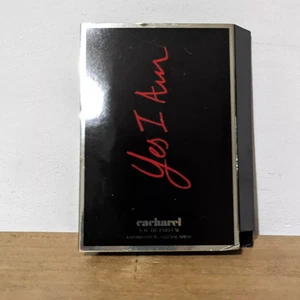 Yes I Am
cacharel
EAU DE PARFUM